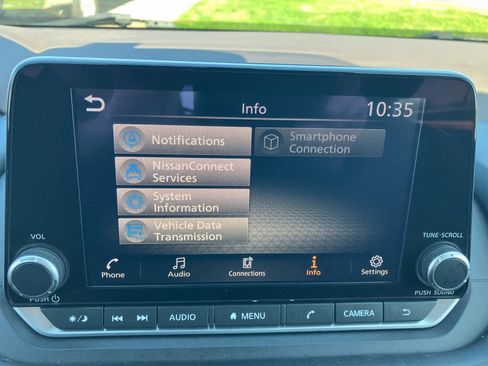 Info
10:35
Notifications
Smartphone
Connection
NissanConnect
Services
System
Information
Vehicle Data
Transmission
VOL
TUNE·SCROLL
Phone
Audio
Connections
Info
Settings
PUSH
PUSH SOUND
AUDIO
MENU
CAMERA